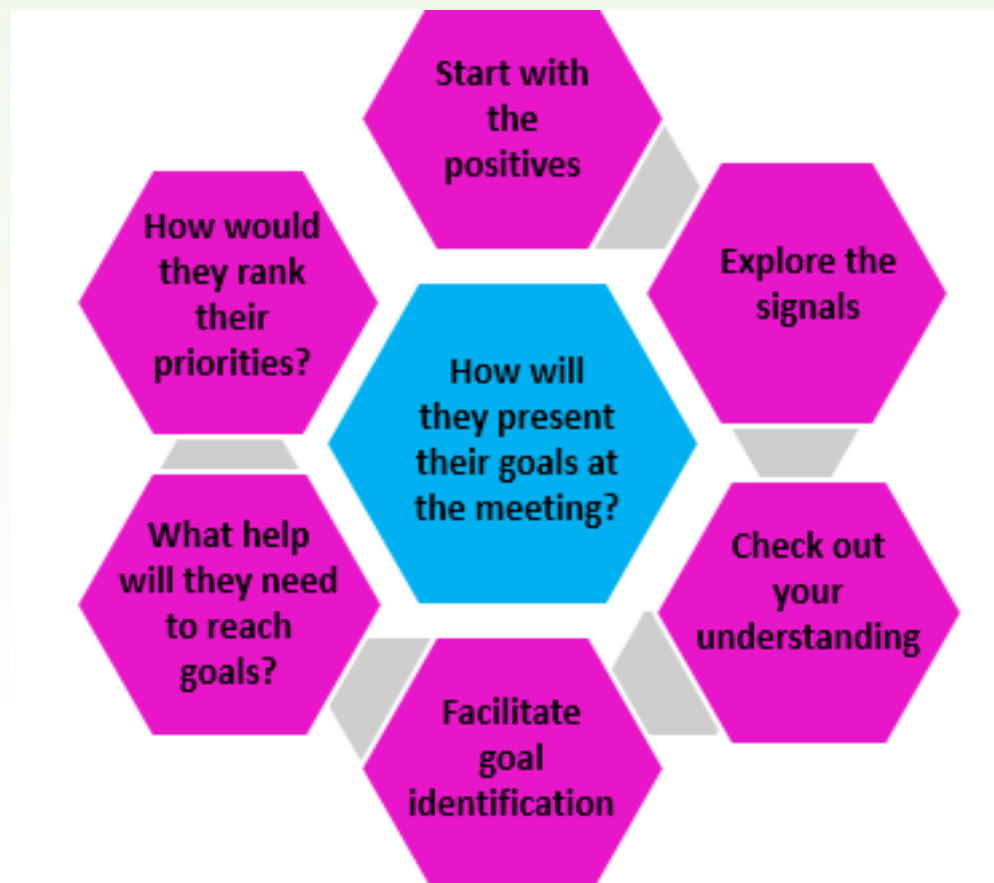 Start with
the
positives
Explore the
signals
Check out
your
understanding
Facilitate
goal
identification
What help
will they need
to reach
goals?
How would
they rank
their
priorities?
How will
they present
their goals at
the meeting?